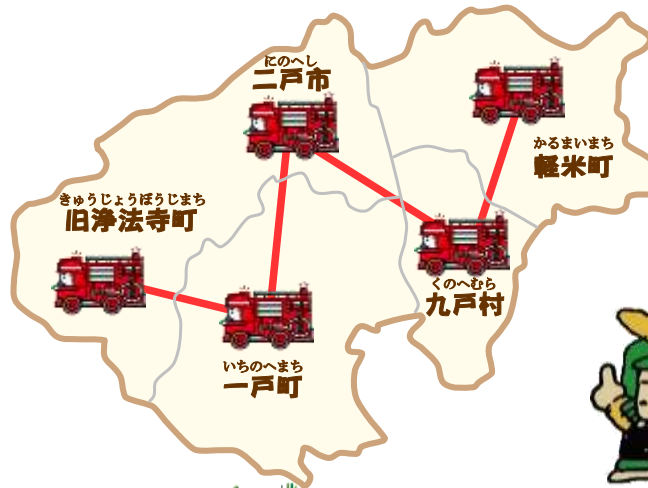 にのへし
二戸市
かるまいまち
軽米町
きゅうじょうぼうじまち
旧浄法寺町
くのへむら
九戸村
いちのへまち
一戸町